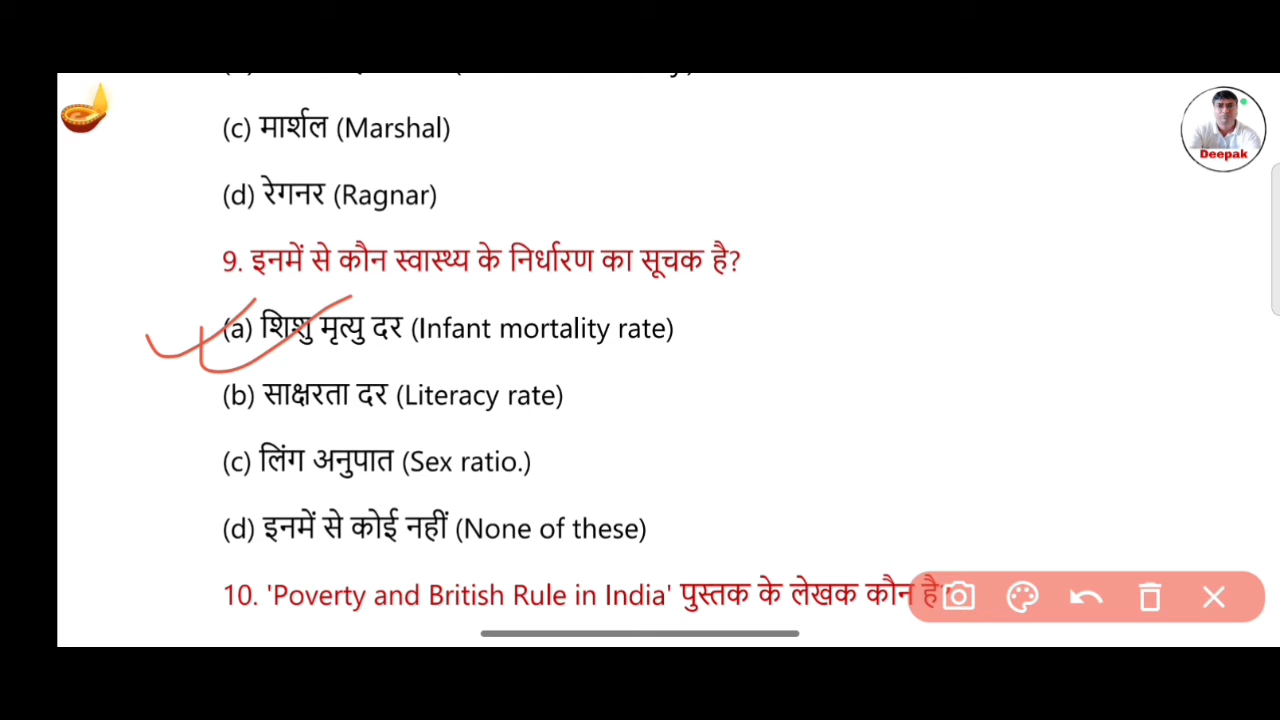 (c) मार्शल (Marshal)
Deepak
(d) रेगनर (Ragnar)
9. इनमें से कौन स्वास्थ्य के निर्धारण का सूचक है?
(a) शिशु मृत्यु दर (Infant mortality rate)
(b) साक्षरता दर (Literacy rate)
(c) लिंग अनुपात (Sex ratio.)
(d) इनमें से कोई नहीं (None of these)
10. 'Poverty and British Rule in India' पुस्तक के लेखक कौन है